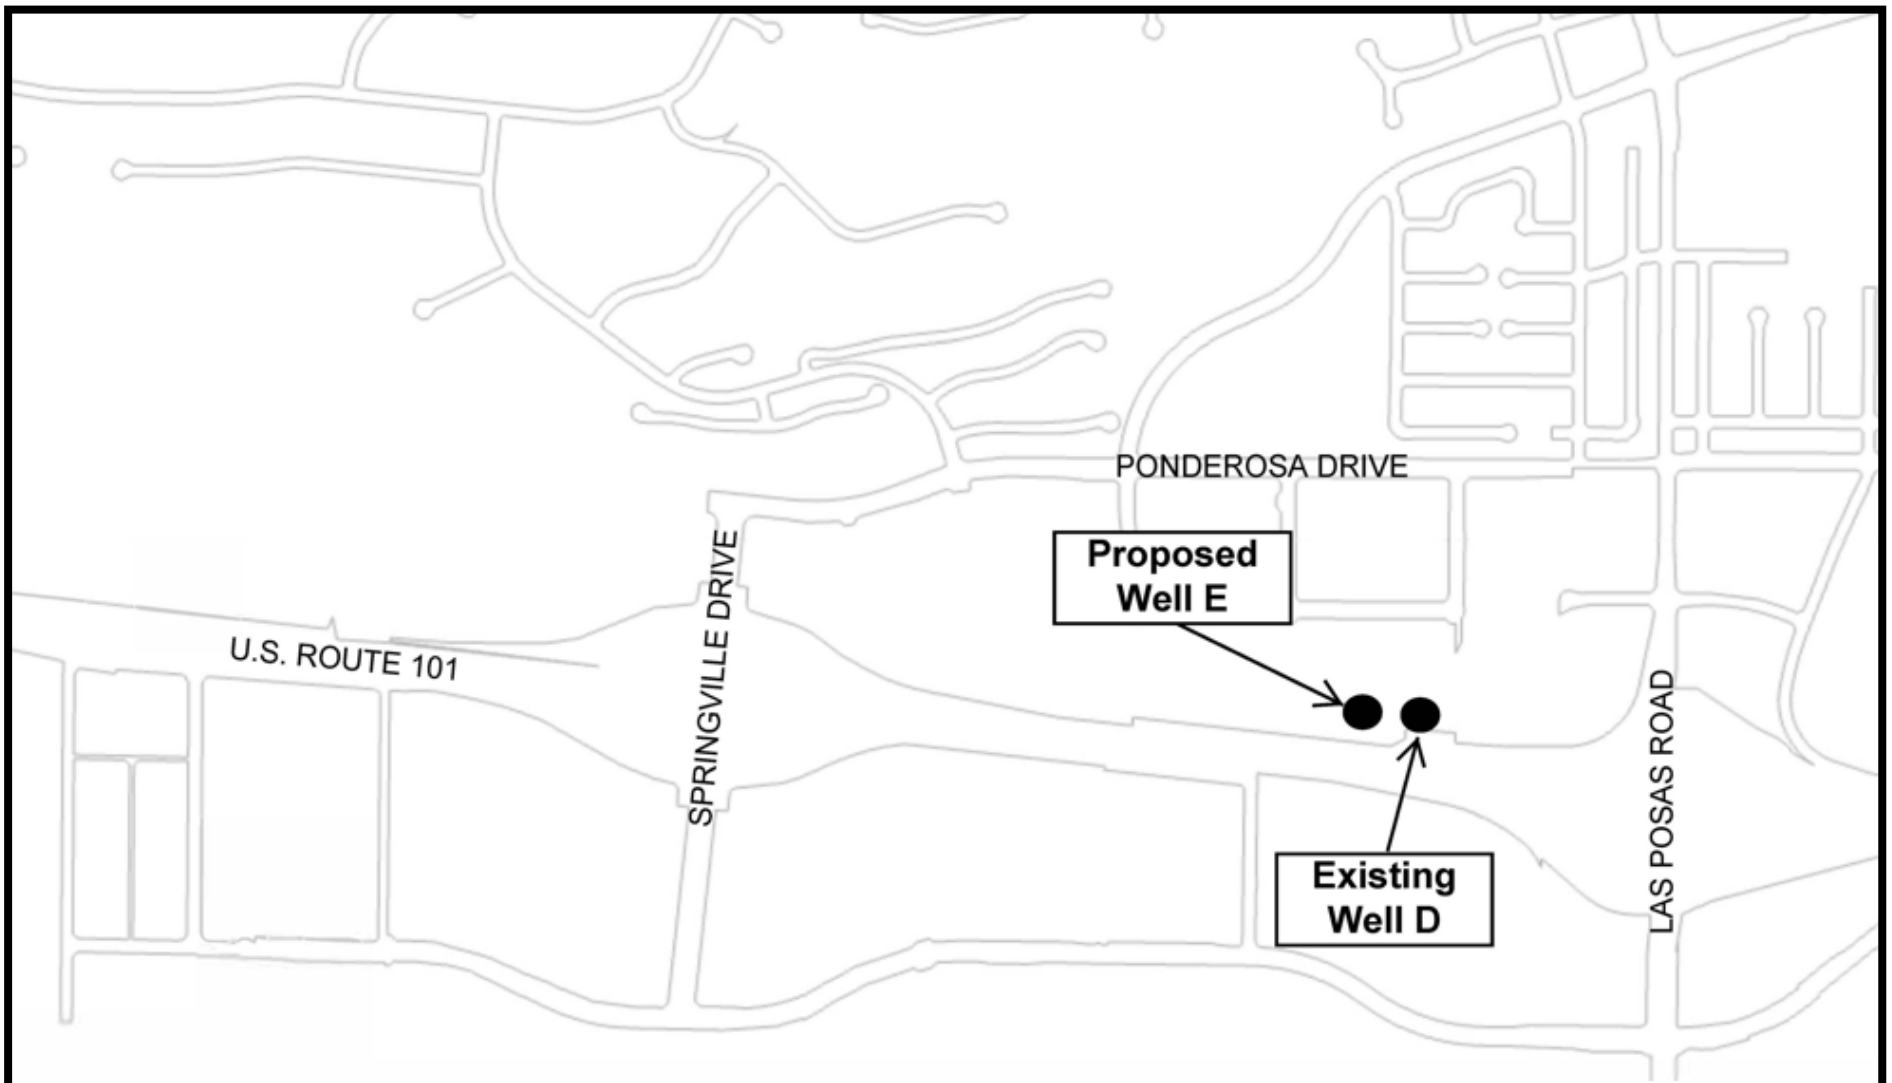 PONDEROSA DRIVE
Proposed
Well E
SPRINGVILLE DRIVE
U.S. ROUTE 101
LAS POSAS ROAD
Existing
Well D